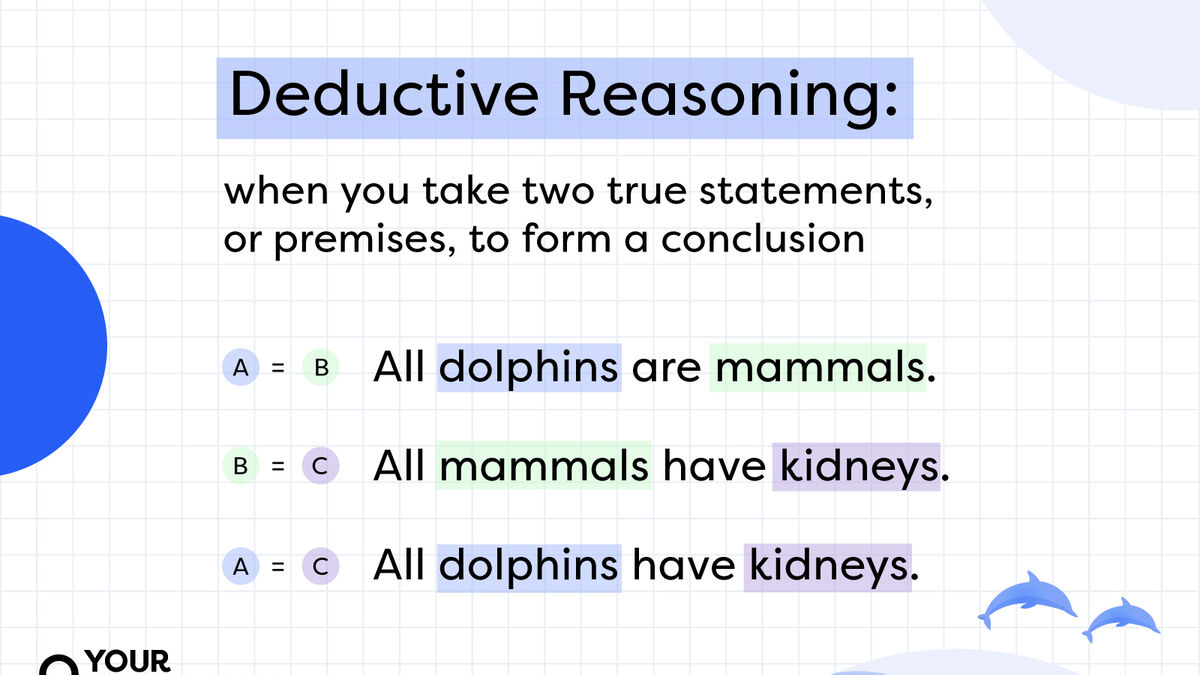 Deductive Reasoning:
when you take two true statements,
or premises, to form a conclusion
A = B All dolphins are mammals.
B = C All mammals have kidneys.
A = C All dolphins have kidneys.
YOUR